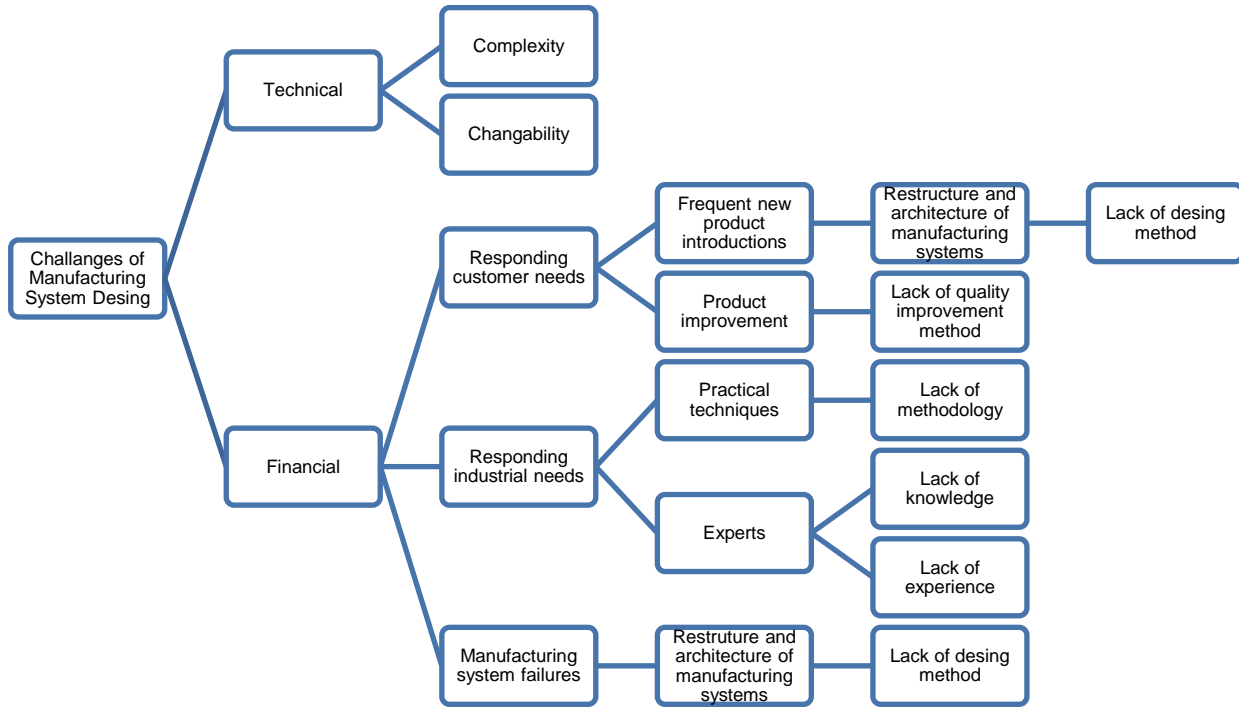 Complexity
Technical
Changability
Frequent new
product
introductions
Restructure and
architecture of
manufacturing
systems
Lack of desing
method
Challanges of
Manufacturing
System Desing
Responding
customer needs
Product
improvement
Lack of quality
improvement
method
Practical
techniques
Lack of
methodology
Financial
Responding
industrial needs
Lack of
knowledge
Experts
Lack of
experience
Manufacturing
system failures
Restruture and
architecture of
manufacturing
systems
Lack of desing
method